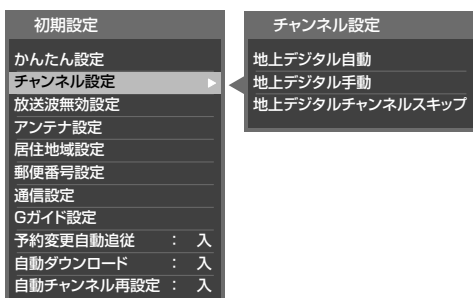 初期設定
かんたん設定
チャンネル設定
放送波無効設定
アンテナ設定
居住地域設定
郵便番号設定
通信設定
Gガイド設定
予約変更自動追従 ： 入
自動ダウンロード ： 入
自動チャンネル再設定 ： 入
チャンネル設定
地上デジタル自動
地上デジタル手動
地上デジタルチャンネルスキップ